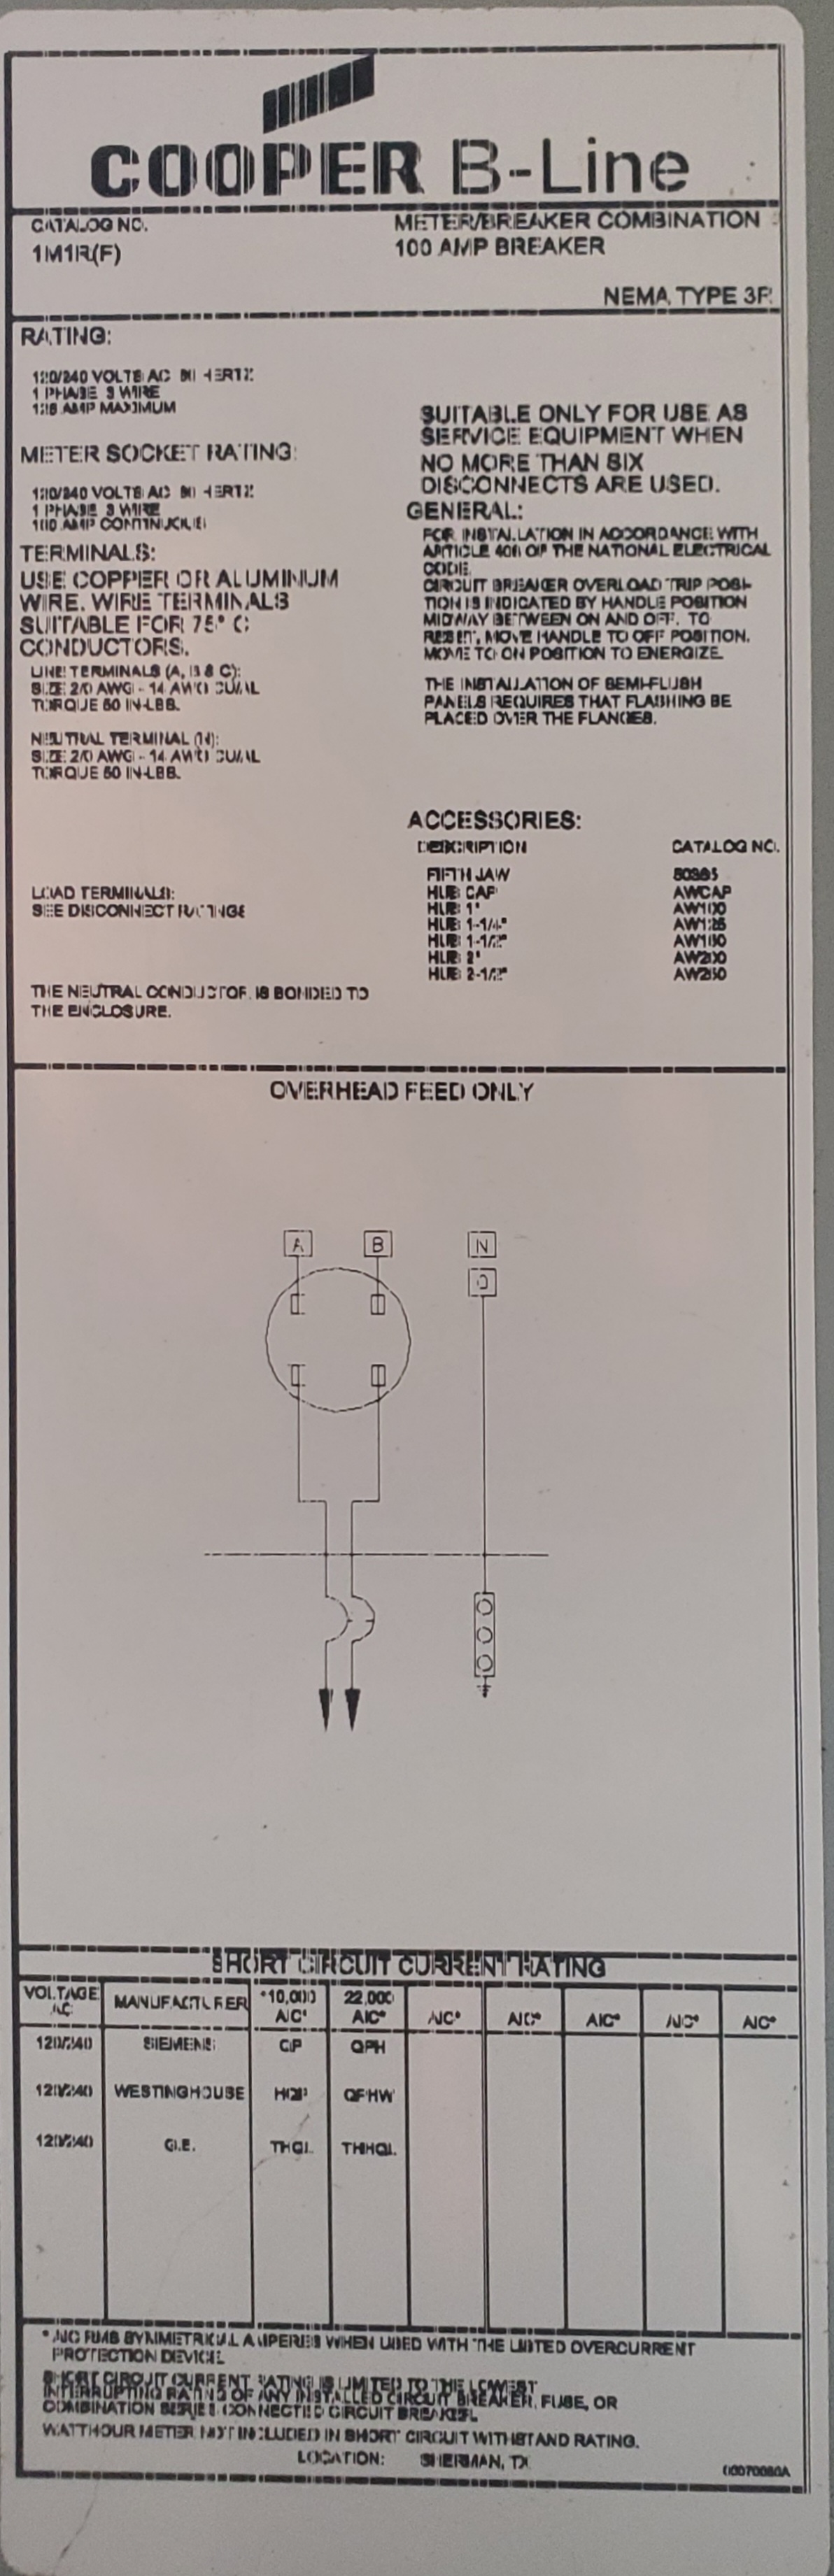 COOPER B-Line
CATALOG NO.
1M1R(F)
METER/BREAKER COMBINATION
100 AMP BREAKER
NEMA TYPE 3R
RATING:
120/240 VOLTS AC 60 HERTZ
1 PHASE 3 WIRE
125 AMP MAXIMUM
METER SOCKET RATING:
120/240 VOLTS AC 60 HERTZ
1 PHASE 3 WIRE
100 AMP CONTINUOUS
TERMINALS:
USE COPPER OR ALUMINUM
WIRE. WIRE TERMINALS
SUITABLE FOR 75° C
CONDUCTORS.
LINE TERMINALS (A, B & C):
SIZE 2/0 AWG - 14 AWG CU/AL
TORQUE 50 IN-LBS.
NEUTRAL TERMINAL (N):
SIZE 2/0 AWG - 14 AWG CU/AL
TORQUE 50 IN-LBS.
LOAD TERMINALS:
SEE DISCONNECT RATINGS
THE NEUTRAL CONDUCTOR IS BONDED TO
THE ENCLOSURE.
SUITABLE ONLY FOR USE AS
SERVICE EQUIPMENT WHEN
NO MORE THAN SIX
DISCONNECTS ARE USED.
GENERAL:
FOR INSTALLATION IN ACCORDANCE WITH
ARTICLE 408 OF THE NATIONAL ELECTRICAL
CODE
CIRCUIT BREAKER OVERLOAD TRIP POSI-
TION IS INDICATED BY HANDLE POSITION
MIDWAY BETWEEN ON AND OFF. TO
RESET, MOVE HANDLE TO OFF POSITION.
MOVE TO ON POSITION TO ENERGIZE.
THE INSTALLATION OF SEMI-FLUSH
PANELS REQUIRES THAT FLASHING BE
PLACED OVER THE FLANGES.
ACCESSORIES:
DESCRIPTION CATALOG NO.
FIFTH JAW
HUB CAP AWCAP
HUB 1" AW100
HUB 1-1/4" AW125
HUB 1-1/2" AW150
HUB 2" AW200
HUB 2-1/2" AW250
OVERHEAD FEED ONLY
A B N
SHORT CIRCUIT CURRENT RATING
VOLTAGE AC MANUFACTURER *10,000 AIC* 22,000 AIC* AIC* AIC* AIC* AIC* AIC*
120/240 SIEMENS QP QPH
120/240 WESTINGHOUSE HQP QPHW
120/240 G.E. THQL THHQL
* AIC RMS SYMMETRICAL AMPERES WHEN USED WITH THE LISTED OVERCURRENT
PROTECTION DEVICE.
SHORT CIRCUIT CURRENT RATING IS LIMITED TO THE LOWEST
INTERRUPTING RATING OF ANY INSTALLED CIRCUIT BREAKER, FUSE, OR
COMBINATION SERIES CONNECTED CIRCUIT BREAKER.
WATTHOUR METER NOT INCLUDED IN SHORT CIRCUIT WITHSTAND RATING.
LOCATION: SHERMAN, TX